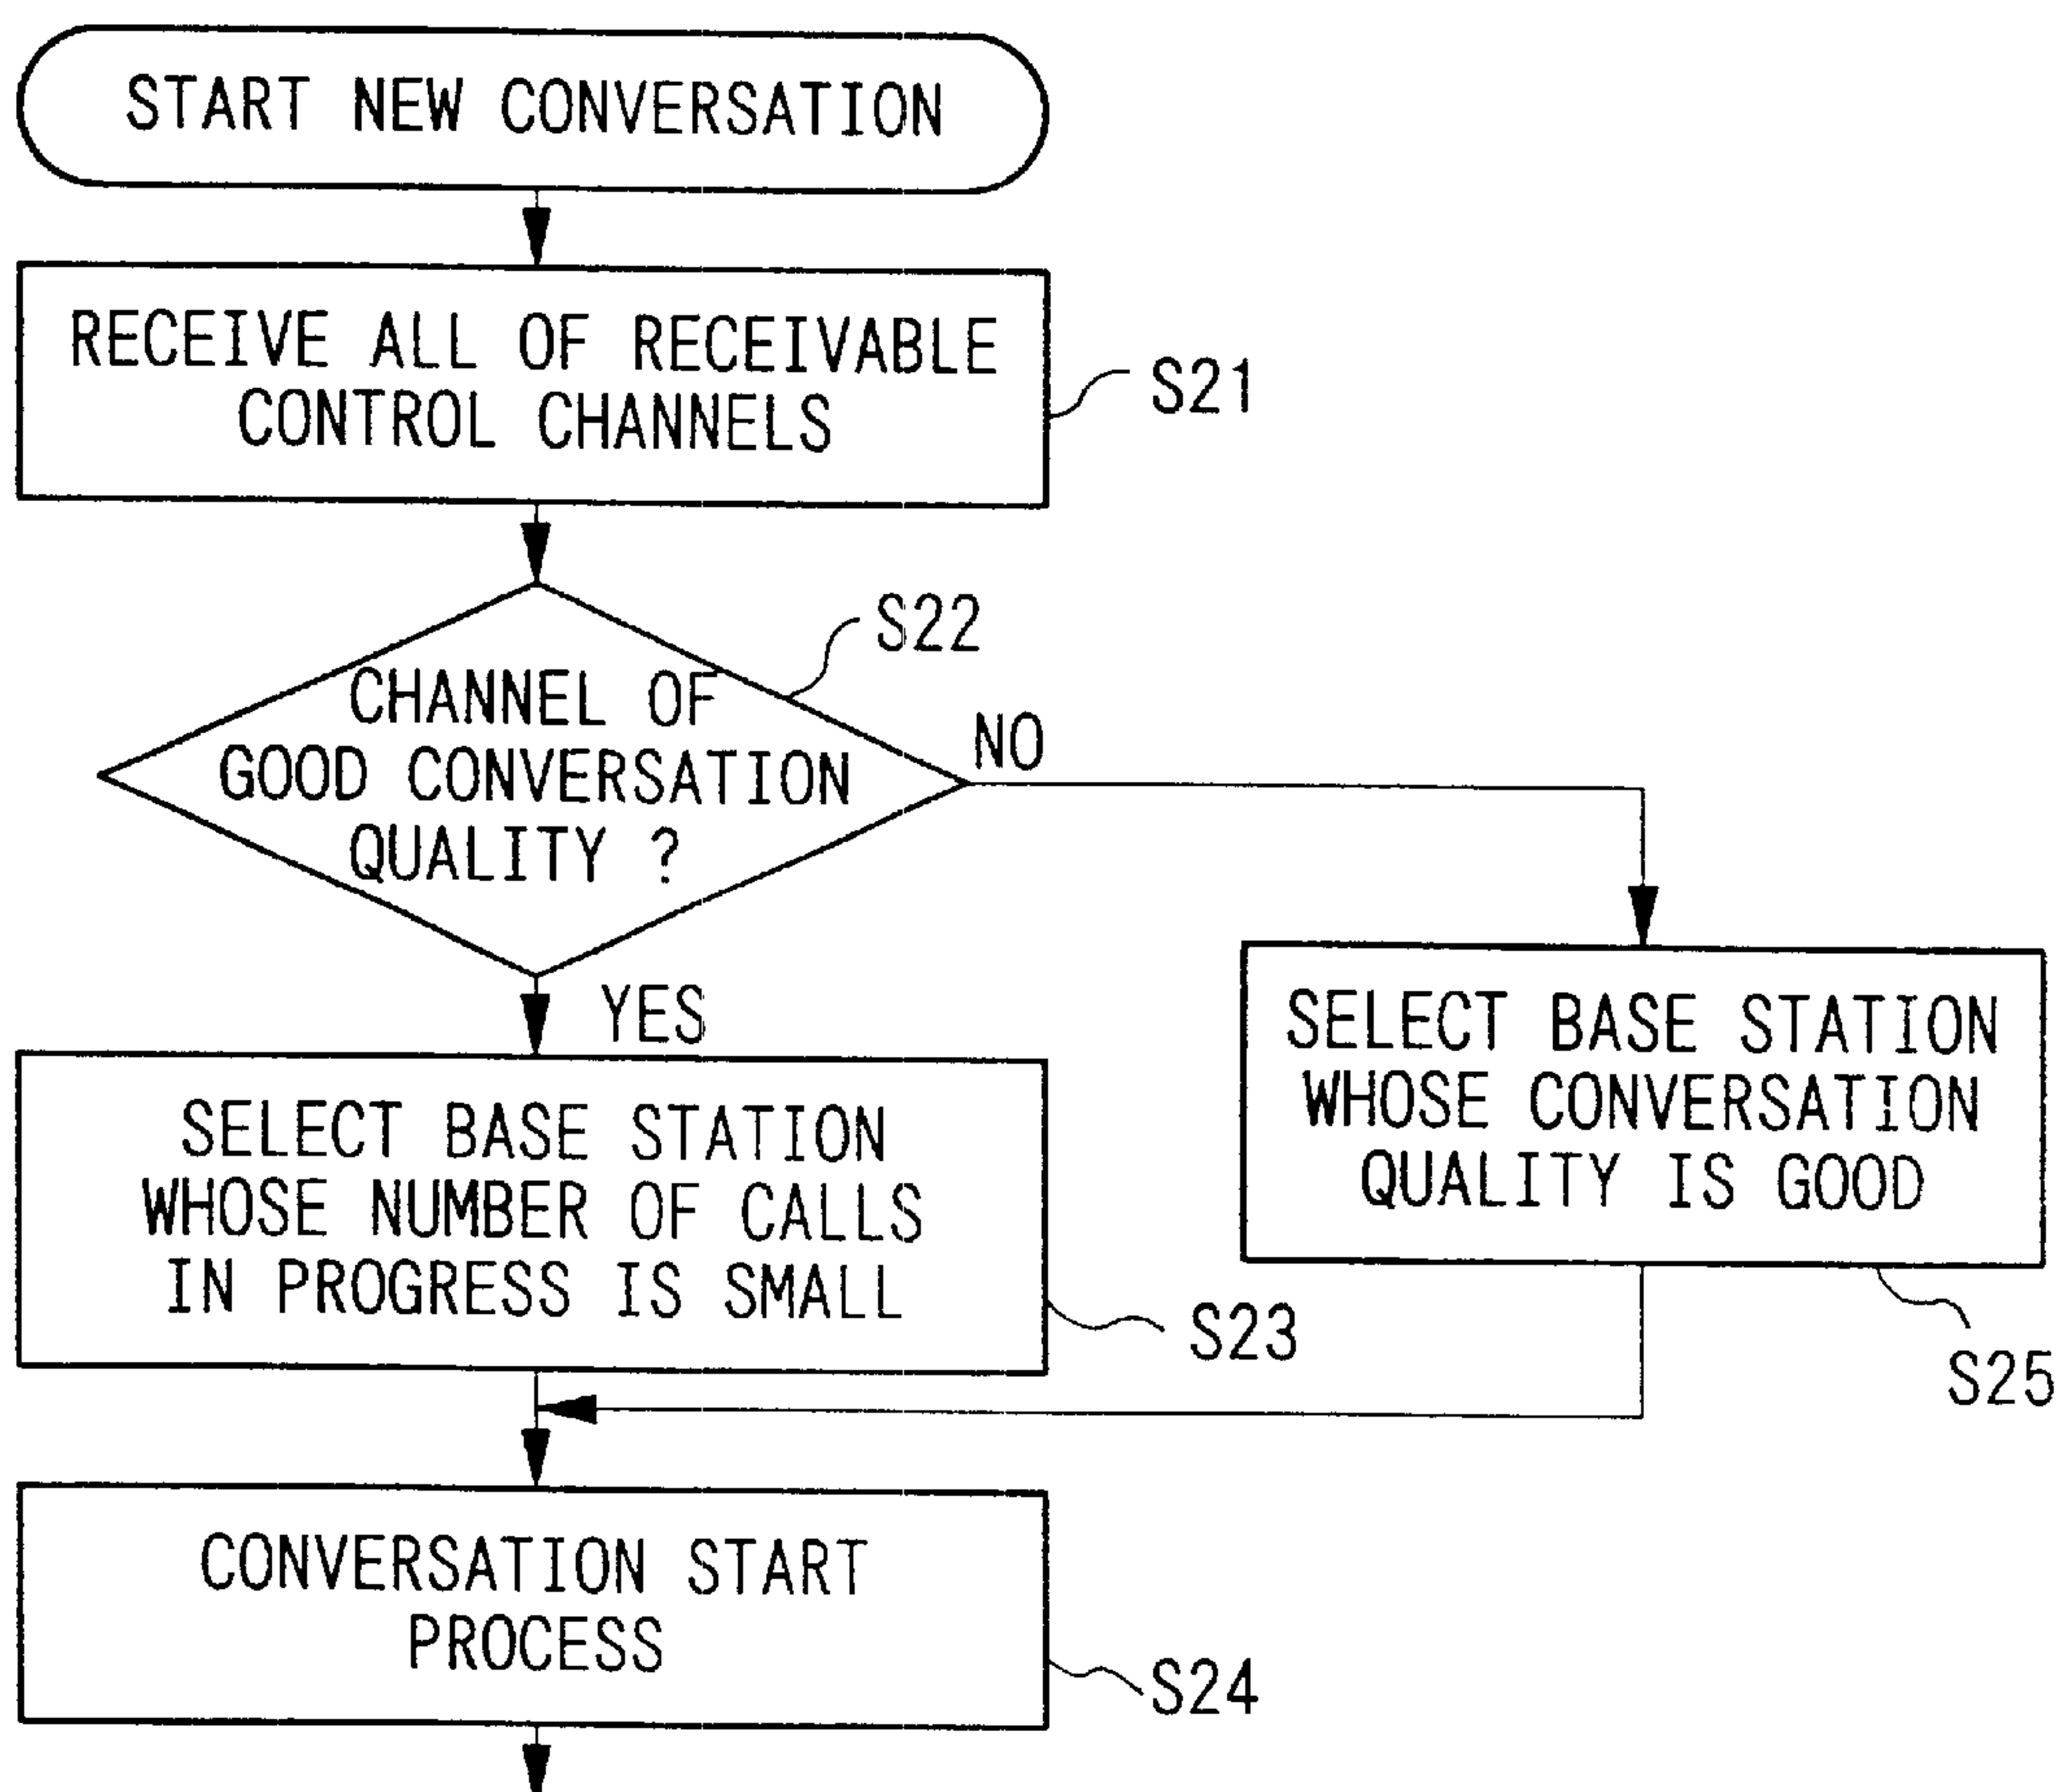 START NEW CONVERSATION
RECEIVE ALL OF RECEIVABLE
CONTROL CHANNELS
S21
S22
CHANNEL OF
GOOD CONVERSATION
QUALITY ?
NO
YES
SELECT BASE STATION
WHOSE CONVERSATION
QUALITY IS GOOD
S25
SELECT BASE STATION
WHOSE NUMBER OF CALLS
IN PROGRESS IS SMALL
S23
CONVERSATION START
PROCESS
S24